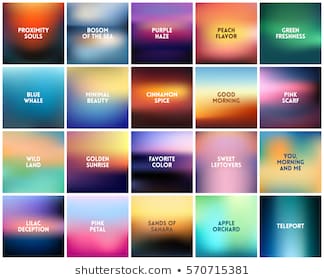 PROXIMITY
SOULS
BOSOM
OF THE SEA
PURPLE
HAZE
PEACH
FLAVOR
GREEN
FRESHNESS
BLUE
WHALE
MINIMAL
BEAUTY
CINNAMON
SPICE
GOOD
MORNING
PINK
SCARF
WILD
LAND
GOLDEN
SUNRISE
FAVORITE
COLOR
SWEET
LEFTOVERS
YOU,
MORNING
AND ME
LILAC
DECEPTION
PINK
PETAL
SANDS OF
SAHARA
APPLE
ORCHARD
TELEPORT
www.shutterstock.com • 570715381